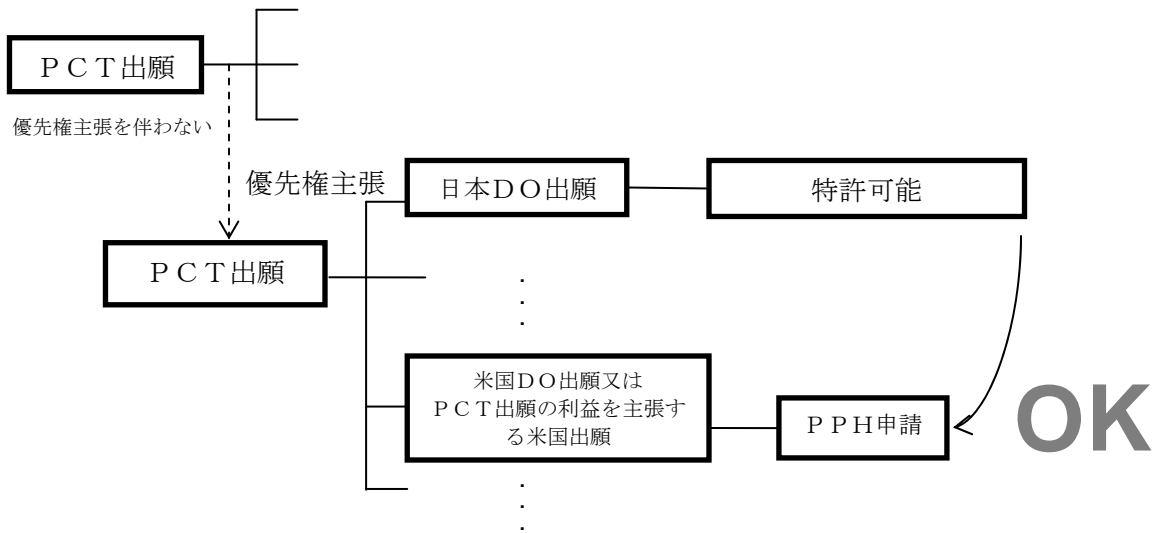 ＰＣＴ出願
優先権主張を伴わない
優先権主張
日本ＤＯ出願
特許可能
ＰＣＴ出願
米国ＤＯ出願又は
ＰＣＴ出願の利益を主張す
る米国出願
ＰＰＨ申請
OK